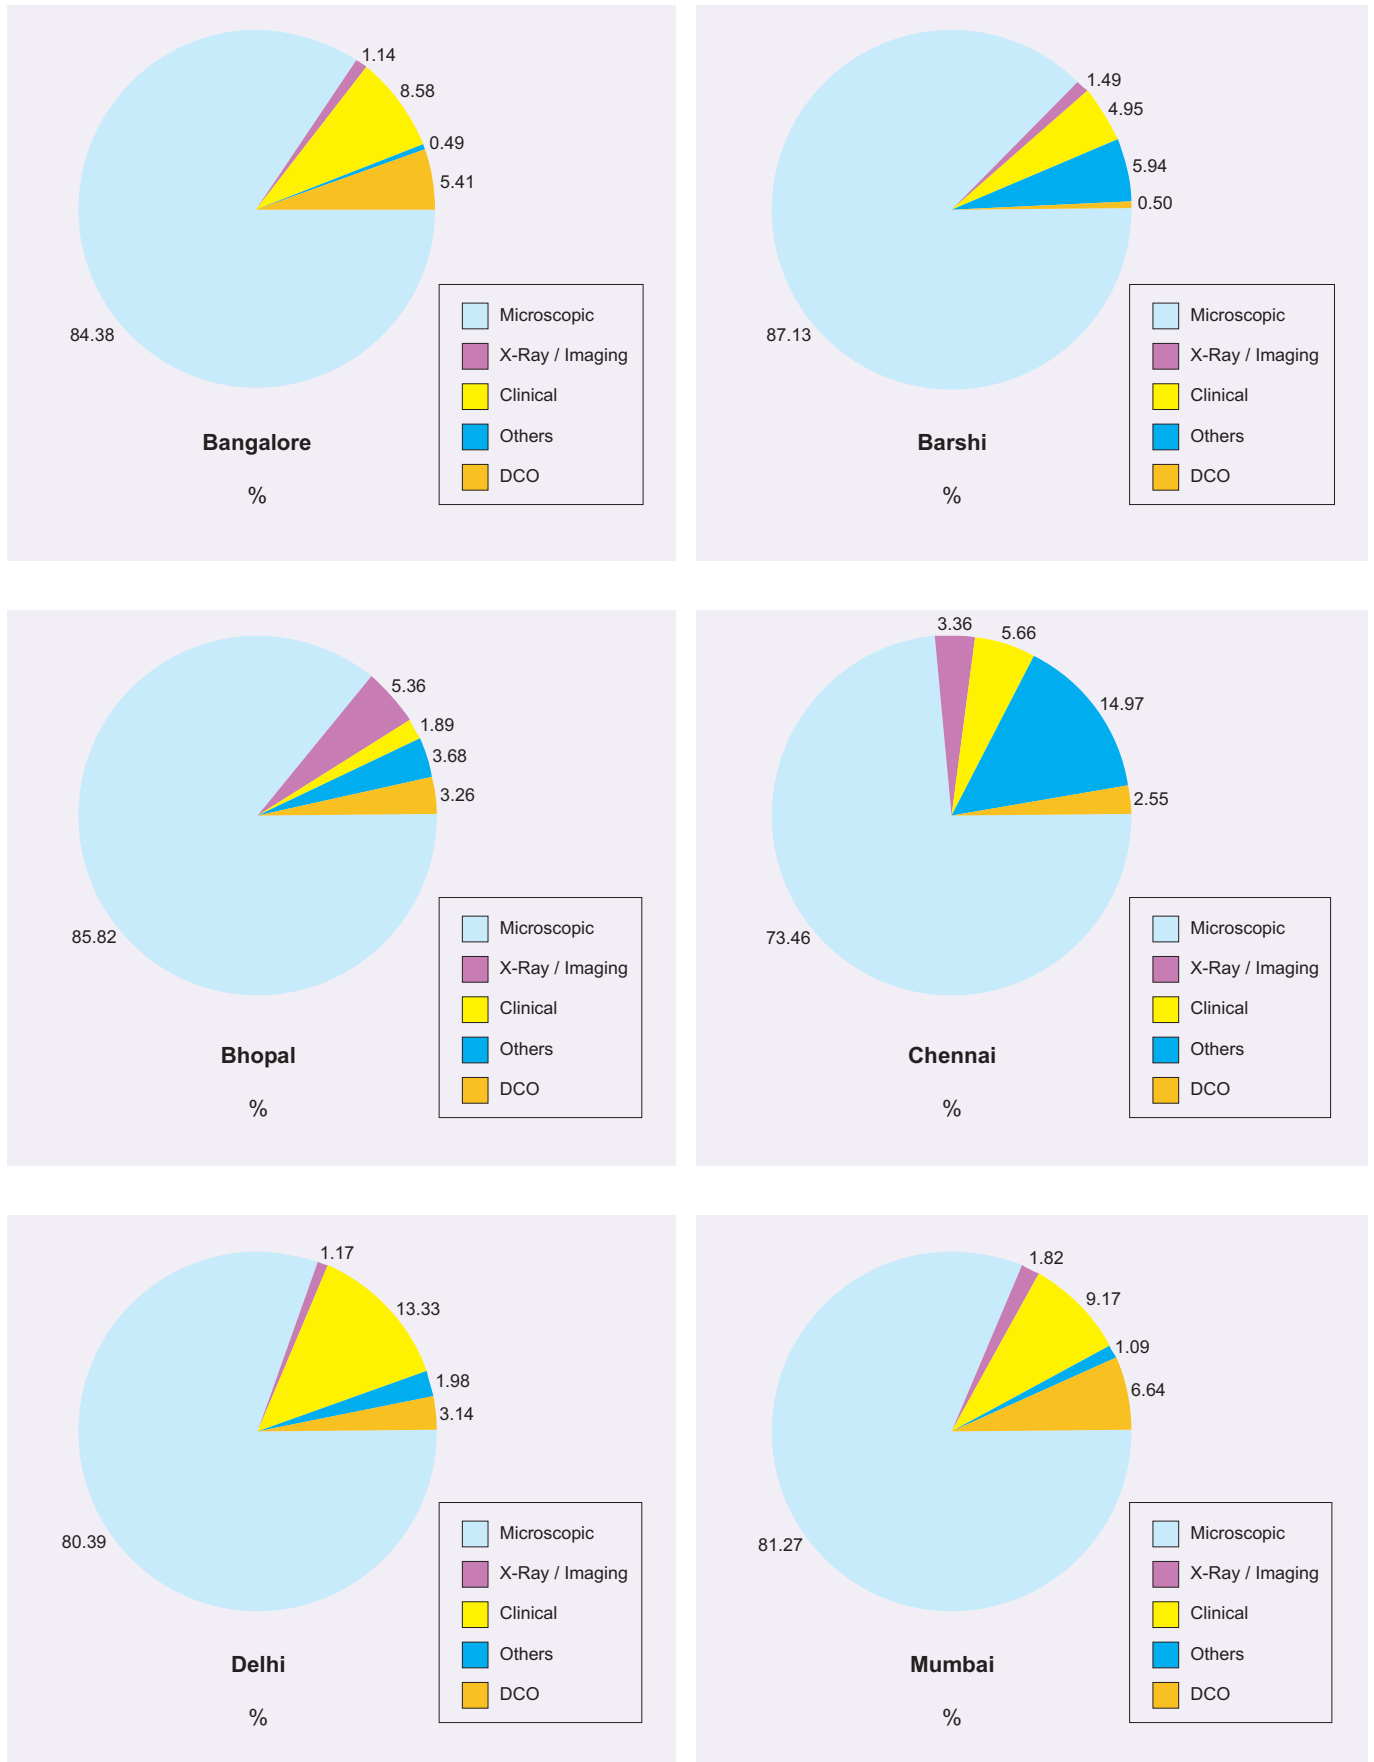 1.14
8.58
0.49
5.41
84.38
Microscopic
X-Ray / Imaging
Clinical
Others
DCO
Bangalore
%
1.49
4.95
5.94
0.50
87.13
Microscopic
X-Ray / Imaging
Clinical
Others
DCO
Barshi
%
5.36
1.89
3.68
3.26
85.82
Microscopic
X-Ray / Imaging
Clinical
Others
DCO
Bhopal
%
3.36
5.66
14.97
2.55
73.46
Microscopic
X-Ray / Imaging
Clinical
Others
DCO
Chennai
%
1.17
13.33
1.98
3.14
80.39
Microscopic
X-Ray / Imaging
Clinical
Others
DCO
Delhi
%
1.82
9.17
1.09
6.64
81.27
Microscopic
X-Ray / Imaging
Clinical
Others
DCO
Mumbai
%